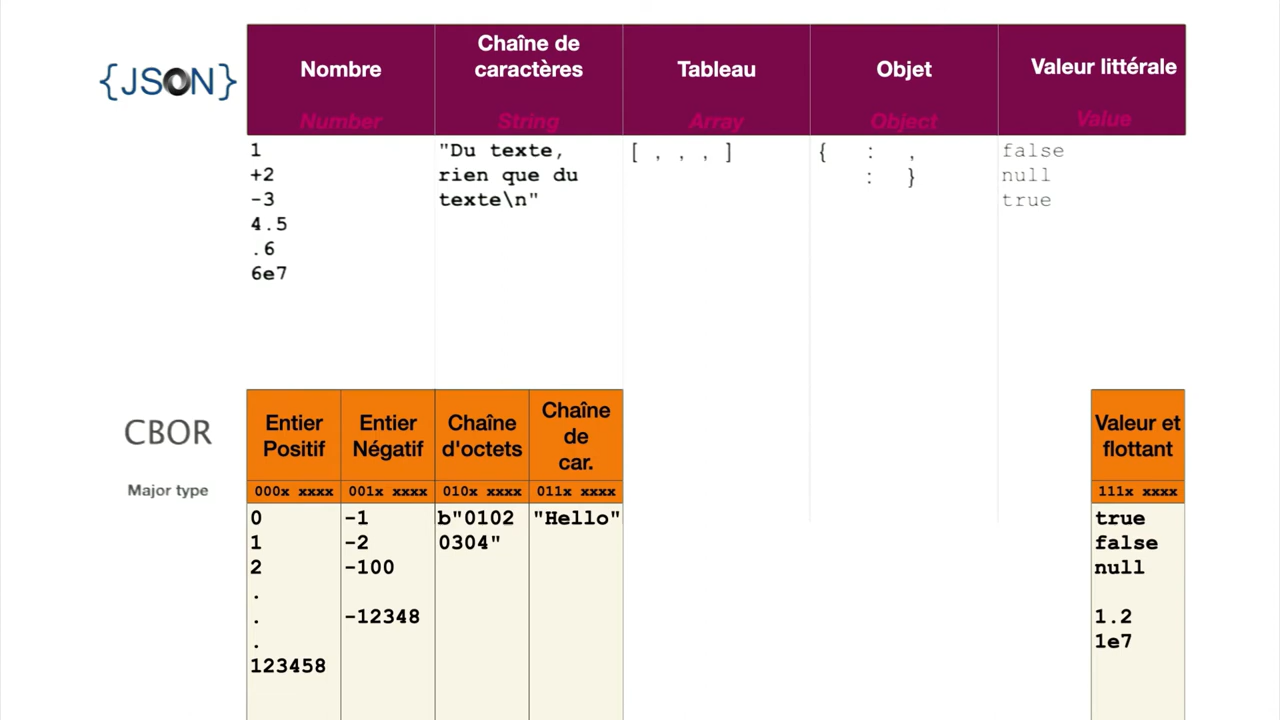 {JSON}
Nombre
Number
Chaîne de
caractères
String
Tableau
Array
Objet
Object
Valeur littérale
Value
1
+2
-3
4.5
.6
6e7
"Du texte,
rien que du
texte\n"
[ , , , ]
{ : ,
: }
false
null
true
CBOR
Major type
Entier
Positif
000x xxxx
0
1
2
.
.
.
123458
Entier
Négatif
001x xxxx
-1
-2
-100
-12348
Chaîne
d'octets
010x xxxx
b"0102
0304"
Chaîne
de
car.
011x xxxx
"Hello"
Valeur et
flottant
111x xxxx
true
false
null
1.2
1e7